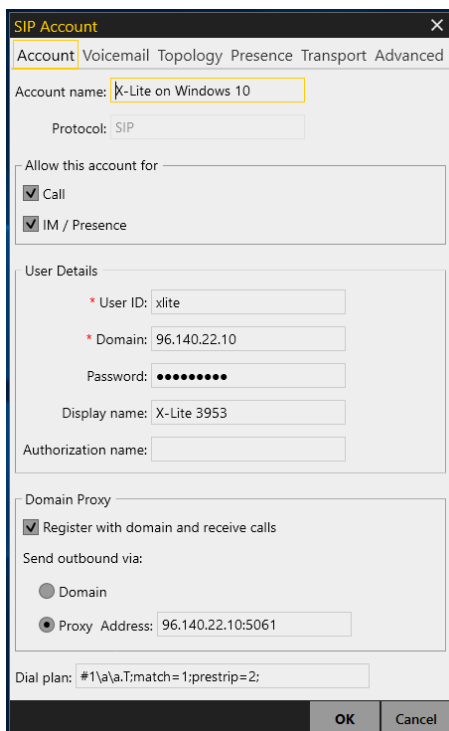 SIP Account
Account Voicemail Topology Presence Transport Advanced
Account name: X-Lite on Windows 10
Protocol: SIP
Allow this account for
Call
IM / Presence
User Details
* User ID: xlite
* Domain: 96.140.22.10
Password: ●●●●●●●●●
Display name: X-Lite 3953
Authorization name:
Domain Proxy
Register with domain and receive calls
Send outbound via:
Domain
Proxy Address: 96.140.22.10:5061
Dial plan: #1\a\a.T;match=1;prestrip=2;
OK Cancel